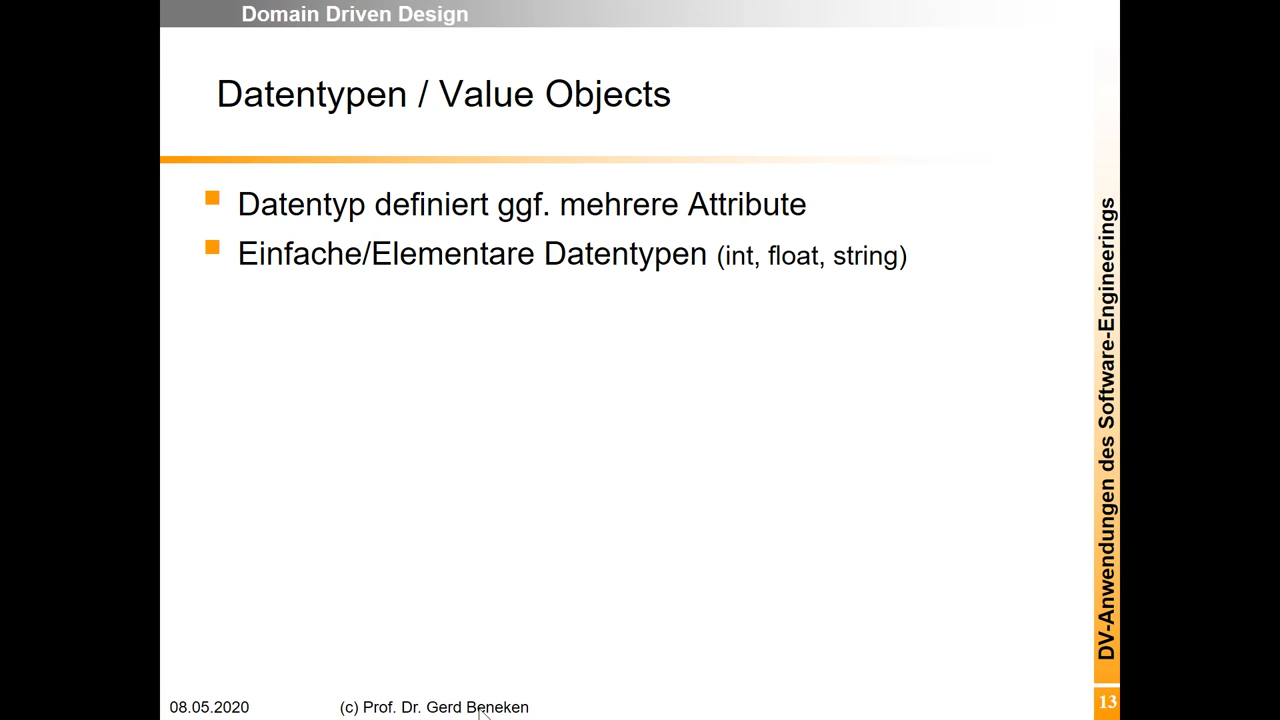 Domain Driven Design
Datentypen / Value Objects
Datentyp definiert ggf. mehrere Attribute
Einfache/Elementare Datentypen (int, float, string)
DV-Anwendungen des Software-Engineerings
08.05.2020
(c) Prof. Dr. Gerd Beneken
13